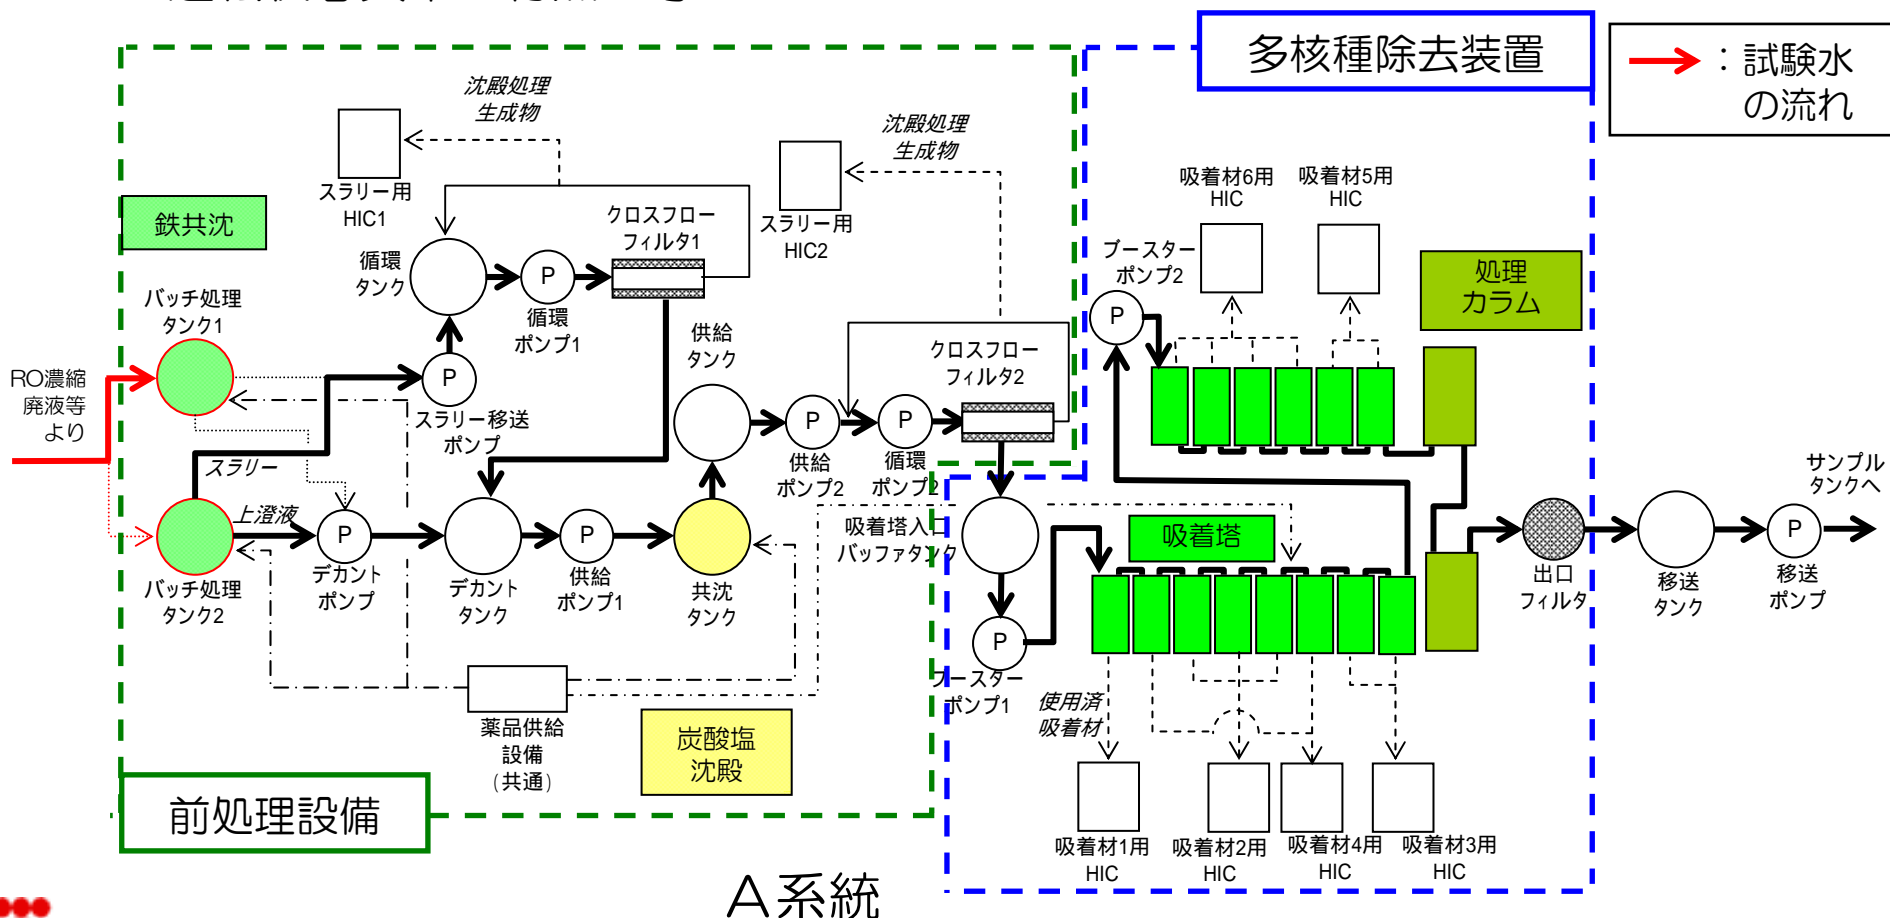 多核種除去装置
:試験水
の流れ
沈殿処理
生成物
沈殿処理
生成物
スラリー用
HIC1
スラリー用
HIC2
吸着材6用
HIC
吸着材5用
HIC
鉄共沈
クロスフロー
フィルタ1
循環
タンク
P
循環
ポンプ1
ブースター
ポンプ2
P
処理
カラム
バッチ処理
タンク1
供給
タンク
クロスフロー
フィルタ2
RO濃縮
廃液等
より
P
スラリー移送
ポンプ
P
供給
ポンプ2
P
循環
ポンプ2
スラリー
上澄液
サンプル
タンクへ
バッチ処理
タンク2
P
デカント
ポンプ
デカント
タンク
P
供給
ポンプ1
共沈
タンク
吸着塔入口
バッファタンク
吸着塔
出口
フィルタ
移送
タンク
P
移送
ポンプ
P
ブースター
ポンプ1
薬品供給
設備
(共通)
炭酸塩
沈殿
使用済
吸着材
前処理設備
吸着材1用
HIC
吸着材2用
HIC
吸着材4用
HIC
吸着材3用
HIC
A系統